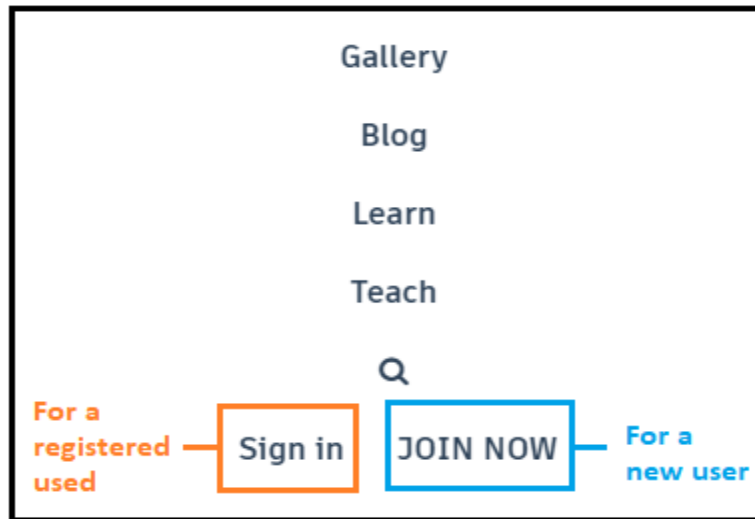 Gallery
Blog
Learn
Teach
For a
registered
used
Sign in
JOIN NOW
For a
new user